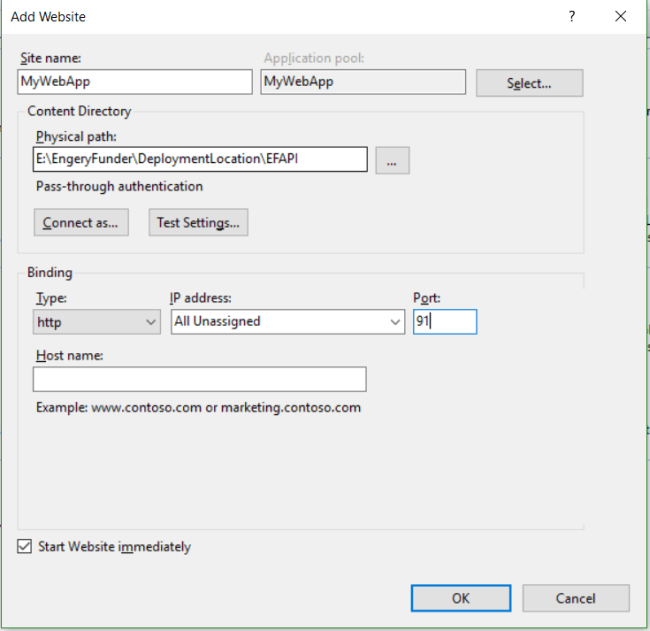 Add Website
?
Site name:
Application pool:
MyWebApp
MyWebApp
Select...
Content Directory
Physical path:
E:\EngeryFunder\DeploymentLocation\EFAPI
...
Pass-through authentication
Connect as...
Test Settings...
Binding
Type:
IP address:
Port:
http
All Unassigned
91
Host name:
Example: www.contoso.com or marketing.contoso.com
Start Website immediately
OK
Cancel